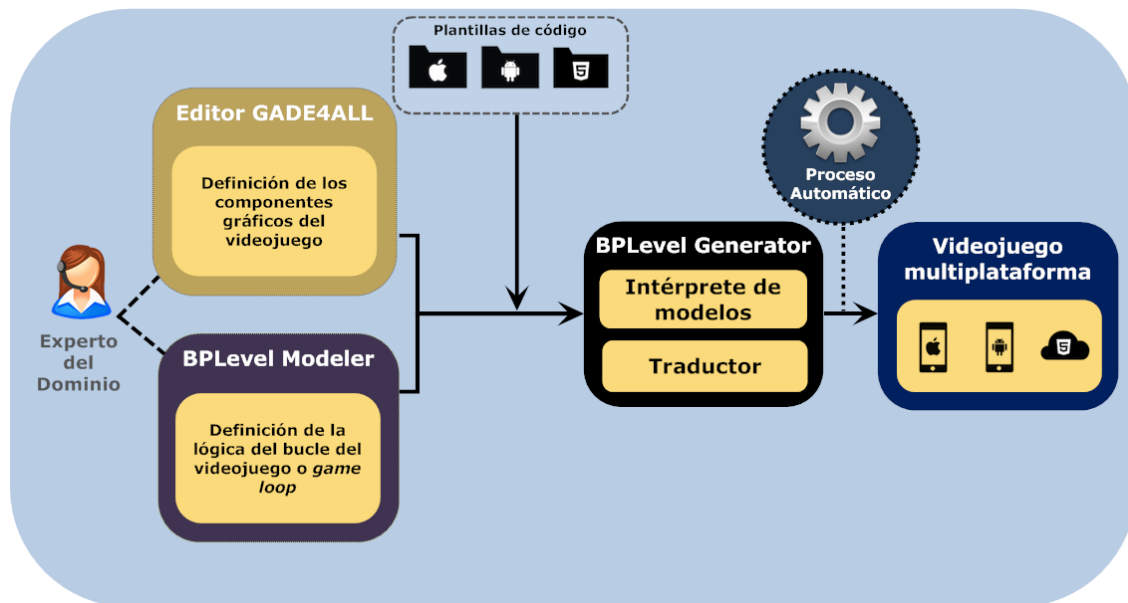 Plantillas de código
Editor GADE4ALL
Definición de los
componentes
gráficos del
videojuego
Experto
del
Dominio
BPLevel Modeler
Definición de la
lógica del bucle del
videojuego o game
loop
BPLevel Generator
Intérprete de
modelos
Traductor
Proceso
Automático
Videojuego
multiplataforma